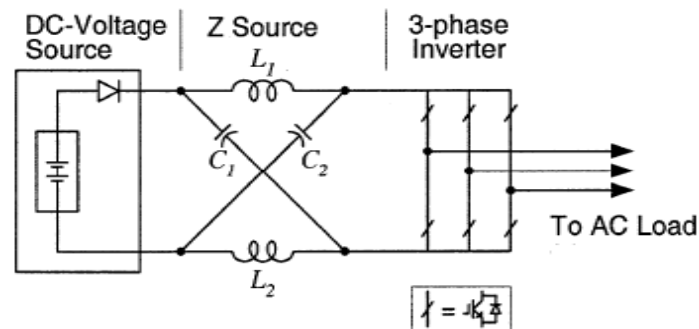 DC-Voltage
Source
Z Source
3-phase
Inverter
L1
C1
C2
To AC Load
L2
=